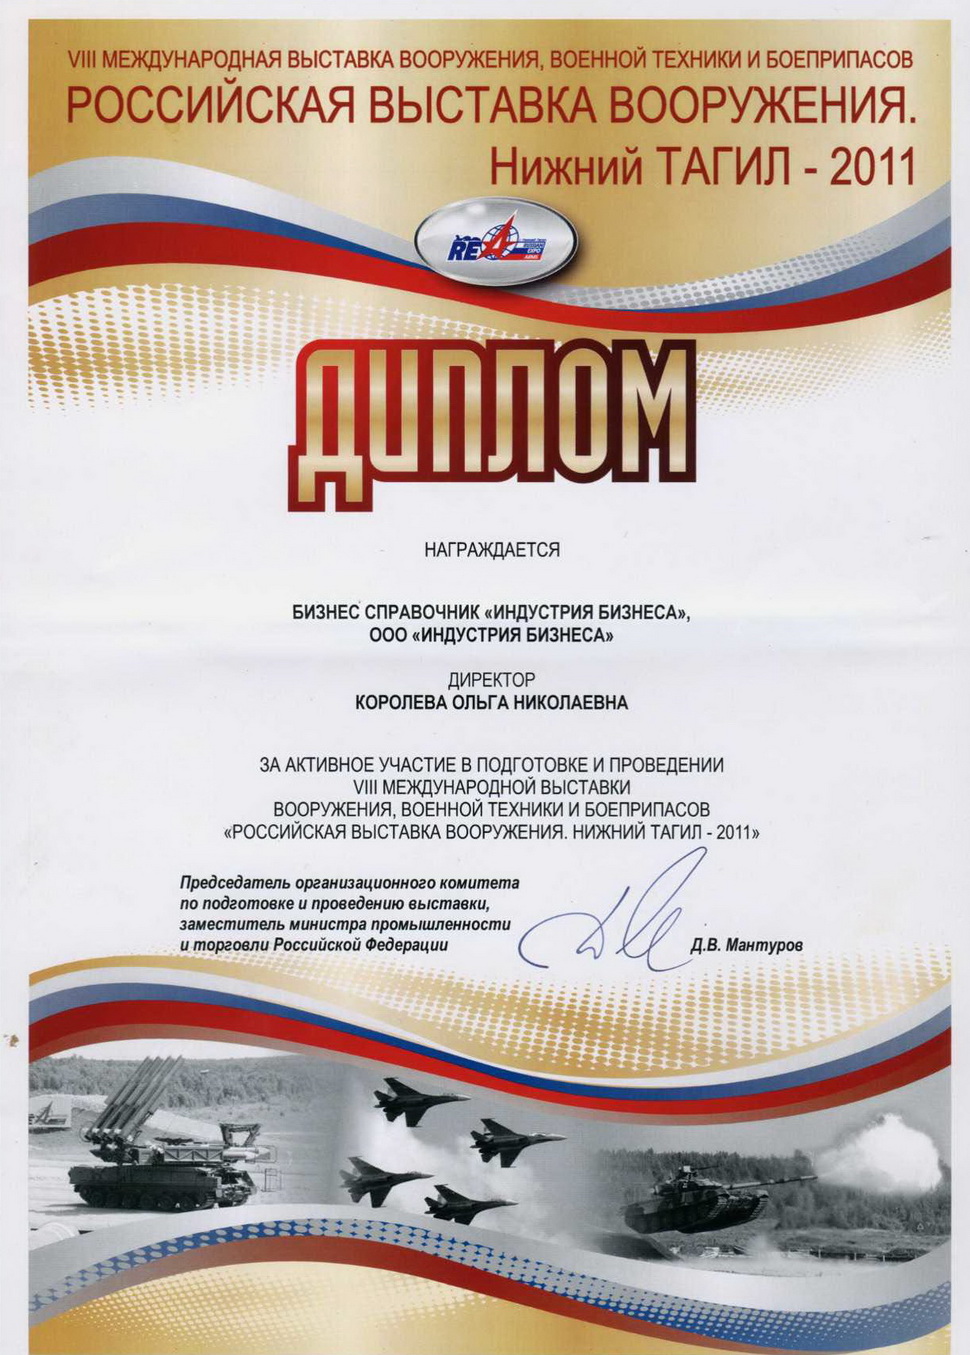 VIII МЕЖДУНАРОДНАЯ ВЫСТАВКА ВООРУЖЕНИЯ, ВОЕННОЙ ТЕХНИКИ И БОЕПРИПАСОВ
РОССИЙСКАЯ ВЫСТАВКА ВООРУЖЕНИЯ.
Нижний ТАГИЛ - 2011
REA
RUSSIAN
EXPO
ARMS
ДИПЛОМ
НАГРАЖДАЕТСЯ
БИЗНЕС СПРАВОЧНИК «ИНДУСТРИЯ БИЗНЕСА»,
ООО «ИНДУСТРИЯ БИЗНЕСА»
ДИРЕКТОР
КОРОЛЕВА ОЛЬГА НИКОЛАЕВНА
ЗА АКТИВНОЕ УЧАСТИЕ В ПОДГОТОВКЕ И ПРОВЕДЕНИИ
VIII МЕЖДУНАРОДНОЙ ВЫСТАВКИ
ВООРУЖЕНИЯ, ВОЕННОЙ ТЕХНИКИ И БОЕПРИПАСОВ
«РОССИЙСКАЯ ВЫСТАВКА ВООРУЖЕНИЯ. НИЖНИЙ ТАГИЛ - 2011»
Председатель организационного комитета
по подготовке и проведению выставки,
заместитель министра промышленности
и торговли Российской Федерации
Д.В. Мантуров